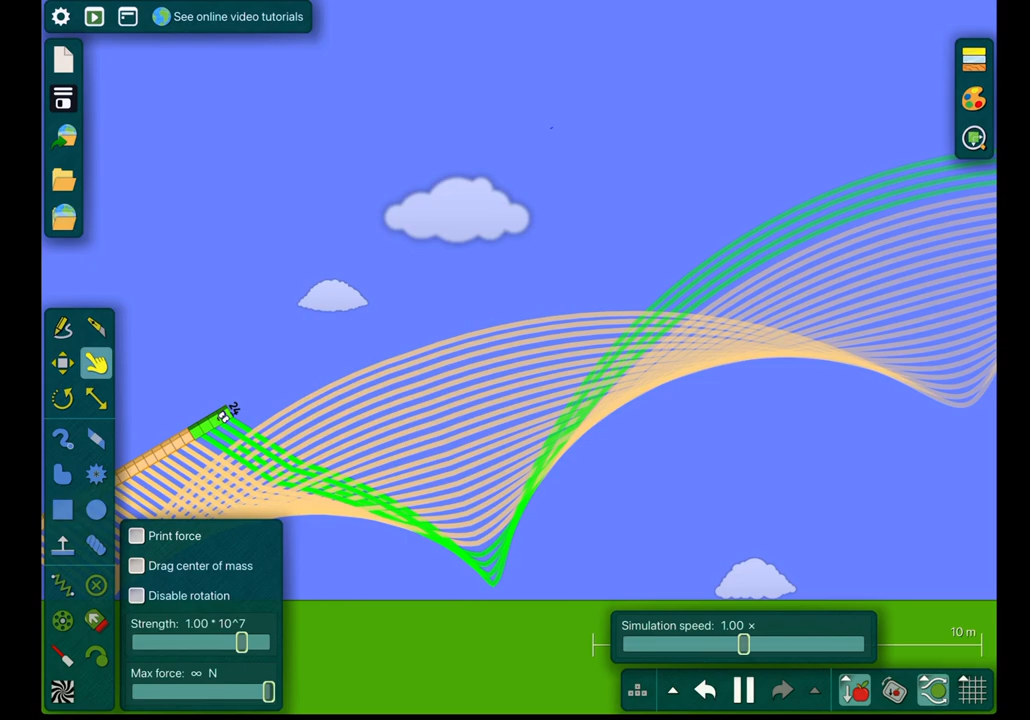 See online video tutorials
24
Print force
Drag center of mass
Disable rotation
Strength: 1.00 * 10^7
Max force: ∞ N
Simulation speed: 1.00 ×
10 m